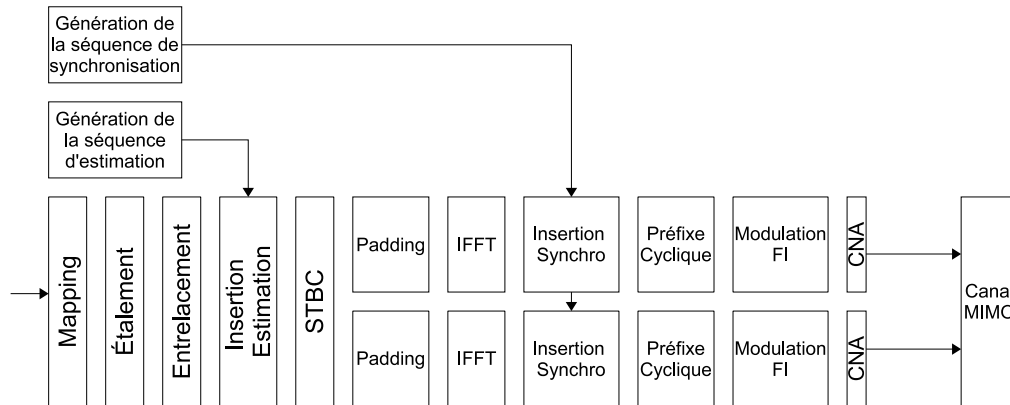 Génération de
la séquence de
synchronisation
Génération de
la séquence
d'estimation
Mapping
Étalement
Entrelacement
Insertion
Estimation
STBC
Padding
IFFT
Insertion
Synchro
Préfixe
Cyclique
Modulation
FI
CNA
Padding
IFFT
Insertion
Synchro
Préfixe
Cyclique
Modulation
FI
CNA